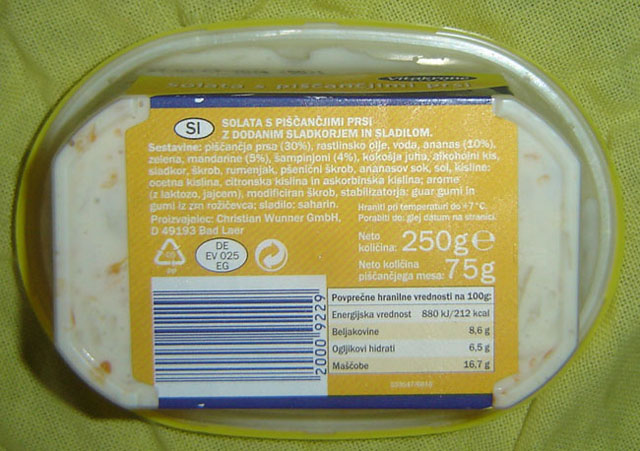 Vitakrone
solata s piščančjimi prsi
SI
SOLATA S PIŠČANČJIMI PRSI
Z DODANIM SLADKORJEM IN SLADILOM.
Sestavine: piščančja prsa (30%), rastlinsko olje, voda, ananas (10%),
zelena, mandarine (5%), šampinjoni (4%), kokošja juha, alkoholni kis,
sladkor, škrob, rumenjak, pšenični škrob, ananasov sok, sol, kisline:
ocetna kislina, citronska kislina in askorbinska kislina; arome
(z laktozo, jajcem), modificiran škrob, stabilizatorja: guar gumi in
gumi iz zrn rožičevca; sladilo: saharin.
Hraniti pri temperaturi do +7 °C.
Proizvajalec: Christian Wunner GmbH.
Porabiti do: glej datum na stranici.
D 49193 Bad Laer
Neto
količina: 250g e
DE
EV 025
EG
PP
Neto količina
piščančjega mesa: 75g
2000 9229
Povprečne hranilne vrednosti na 100g:
Energijska vrednost 880 kJ/212 kcal
Beljakovine 8,6 g
Ogljikovi hidrati 6,5 g
Maščobe 16,7 g